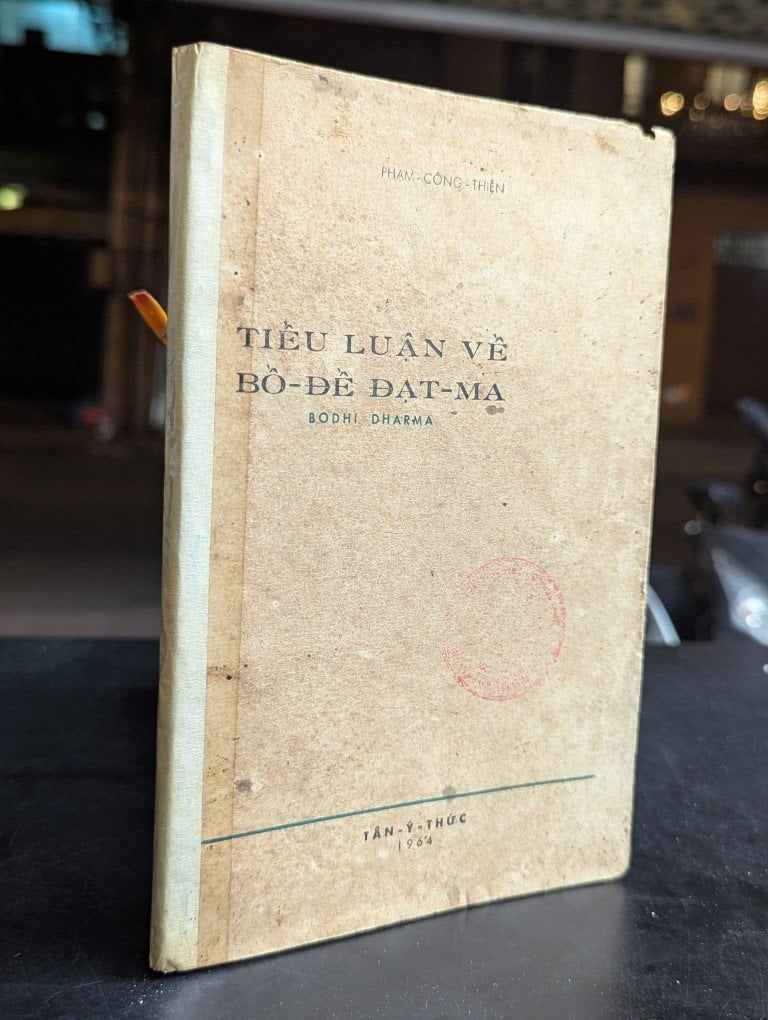 PHẠM-CÔNG-THIỆN
TIỂU LUẬN VỀ
BỒ-ĐỀ ĐẠT-MA
BODHI DHARMA
TÂN-Ý-THỨC
1964